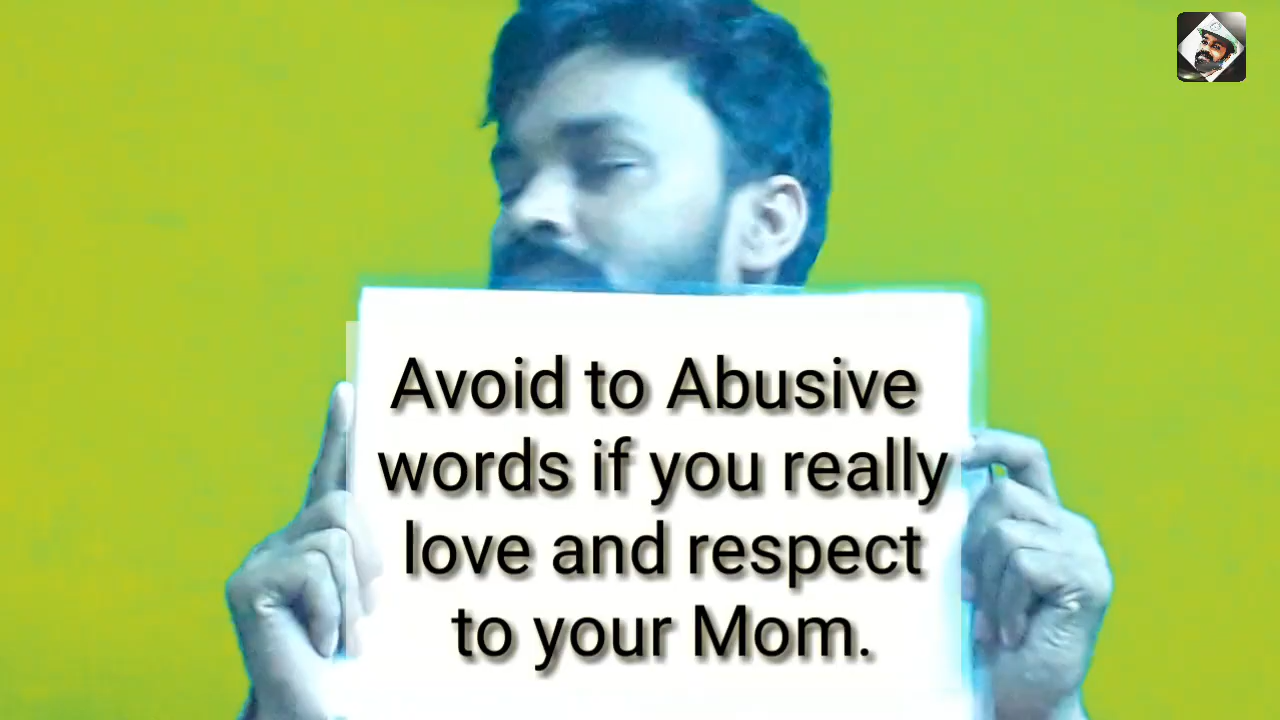 Avoid to Abusive
words if you really
love and respect
to your Mom.